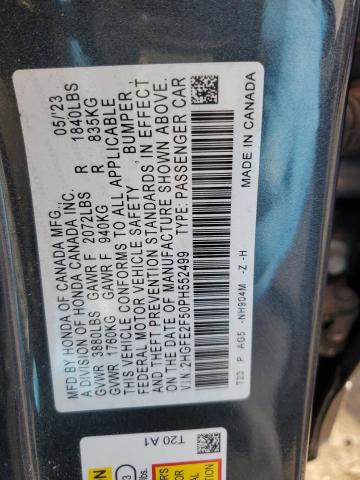 MFD. BY HONDA OF CANADA MFG. 05/'23
A DIVISION OF HONDA CANADA INC.
GVWR 3880LBS GAWR F 2072LBS R 1840LBS
GVWR 1760KG GAWR F 940KG R 835KG
THIS VEHICLE CONFORMS TO ALL APPLICABLE
FEDERAL MOTOR VEHICLE SAFETY , BUMPER ,
AND THEFT PREVENTION STANDARDS IN EFFECT
ON THE DATE OF MANUFACTURE SHOWN ABOVE.
V.I.N.:2HGFE2F50PH552499 TYPE: PASSENGER CAR
T23 P AG5 -NH904M -Z -H
MADE IN CANADA
T20 A1